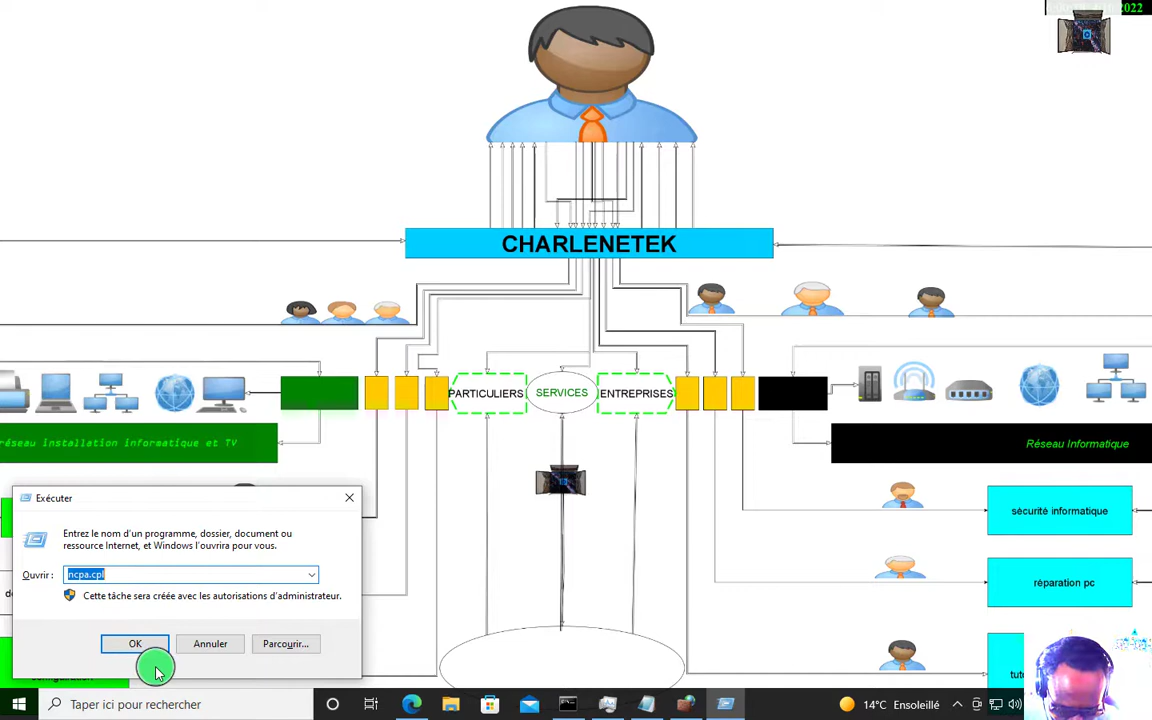 2022
CHARLENETEK
PARTICULIERS
SERVICES
ENTREPRISES
réseau installation informatique et TV
Réseau Informatique
Exécuter
Entrez le nom d'un programme, dossier, document ou
ressource Internet, et Windows l'ouvrira pour vous.
Ouvrir :
ncpa.cpl
Cette tâche sera créée avec les autorisations d'administrateur.
OK
Annuler
Parcourir...
sécurité informatique
réparation pc
tut
Taper ici pour rechercher
14°C Ensoleillé